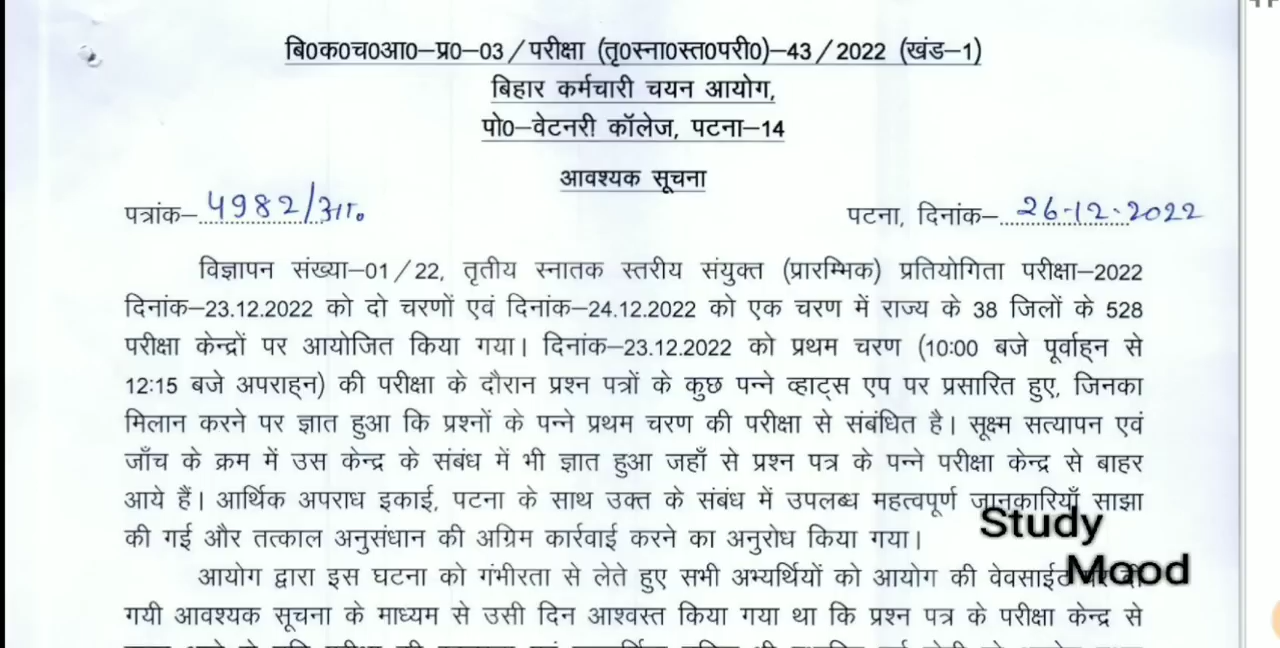 बि0क0च0आ0–प्र0–03 / परीक्षा (तृ0स्ना0स्त0परी0)–43 / 2022 (खंड–1)
बिहार कर्मचारी चयन आयोग,
पो0–वेटनरी कॉलेज, पटना–14
आवश्यक सूचना
पत्रांक– 4982/आ0 पटना, दिनांक– 26.12.2022
विज्ञापन संख्या–01 / 22, तृतीय स्नातक स्तरीय संयुक्त (प्रारम्भिक) प्रतियोगिता परीक्षा–2022
दिनांक–23.12.2022 को दो चरणों एवं दिनांक–24.12.2022 को एक चरण में राज्य के 38 जिलों के 528
परीक्षा केन्द्रों पर आयोजित किया गया। दिनांक–23.12.2022 को प्रथम चरण (10:00 बजे पूर्वाहन से
12:15 बजे अपराहन) की परीक्षा के दौरान प्रश्न पत्रों के कुछ पन्ने व्हाट्स एप पर प्रसारित हुए, जिनका
मिलान करने पर ज्ञात हुआ कि प्रश्नों के पन्ने प्रथम चरण की परीक्षा से संबंधित है। सूक्ष्म सत्यापन एवं
जाँच के क्रम में उस केन्द्र के संबंध में भी ज्ञात हुआ जहाँ से प्रश्न पत्र के पन्ने परीक्षा केन्द्र से बाहर
आये हैं। आर्थिक अपराध इकाई, पटना के साथ उक्त के संबंध में उपलब्ध महत्वपूर्ण जानकारियाँ साझा
की गई और तत्काल अनुसंधान की अग्रिम कार्रवाई करने का अनुरोध किया गया।
Study
Mood
आयोग द्वारा इस घटना को गंभीरता से लेते हुए सभी अभ्यर्थियों को आयोग की वेवसाईट
गयी आवश्यक सूचना के माध्यम से उसी दिन आश्वस्त किया गया था कि प्रश्न पत्र के परीक्षा केन्द्र से